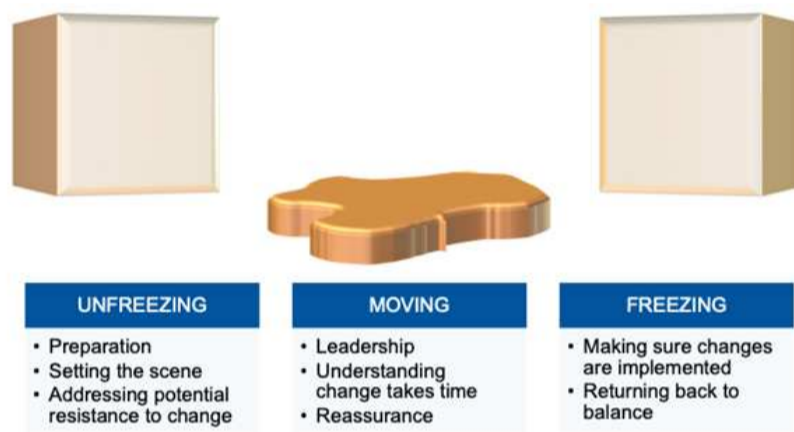 UNFREEZING
• Preparation
• Setting the scene
• Addressing potential
resistance to change
MOVING
• Leadership
• Understanding
change takes time
• Reassurance
FREEZING
• Making sure changes
are implemented
• Returning back to
balance